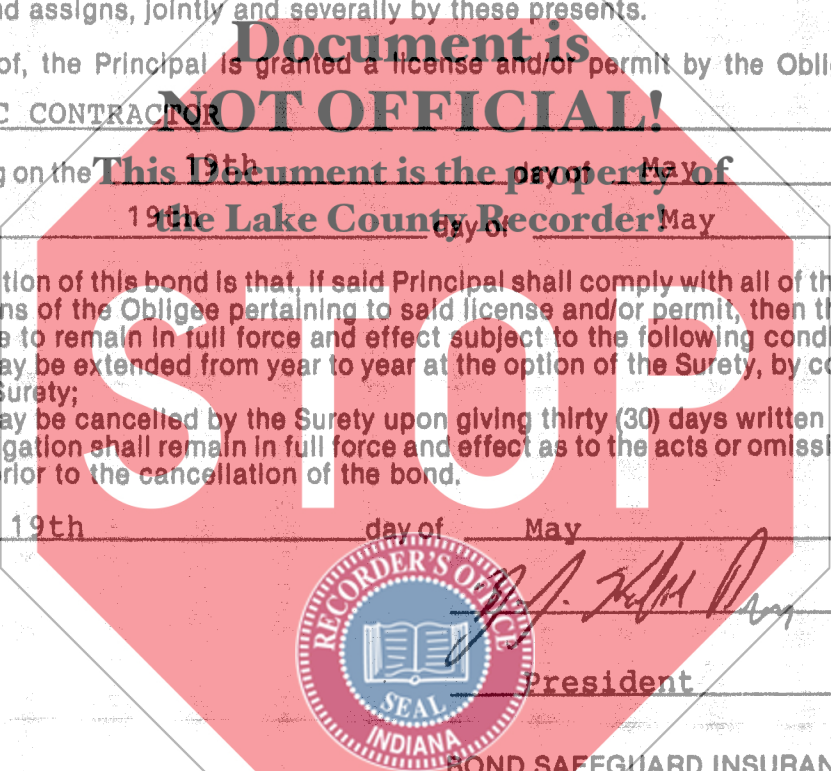 nd assigns, jointly and severally by these presents.
Document is
of, the Principal is granted a license and/or permit by the Oblig
C CONTRACTOR
NOT OFFICIAL!
g on the 19th day of May
This Document is the property of
19th day of May
the Lake County Recorder!
tion of this bond is that, if said Principal shall comply with all of th
ns of the Obligee pertaining to said license and/or permit, then th
e to remain in full force and effect subject to the following condi
ay be extended from year to year at the option of the Surety, by co
surety;
ay be cancelled by the Surety upon giving thirty (30) days written
gation shall remain in full force and effect as to the acts or omissi
rior to the cancellation of the bond.
STOP
19th day of May
RECORDER'S OFFICE
SEAL
INDIANA
President
BOND SAFEGUARD INSURAN